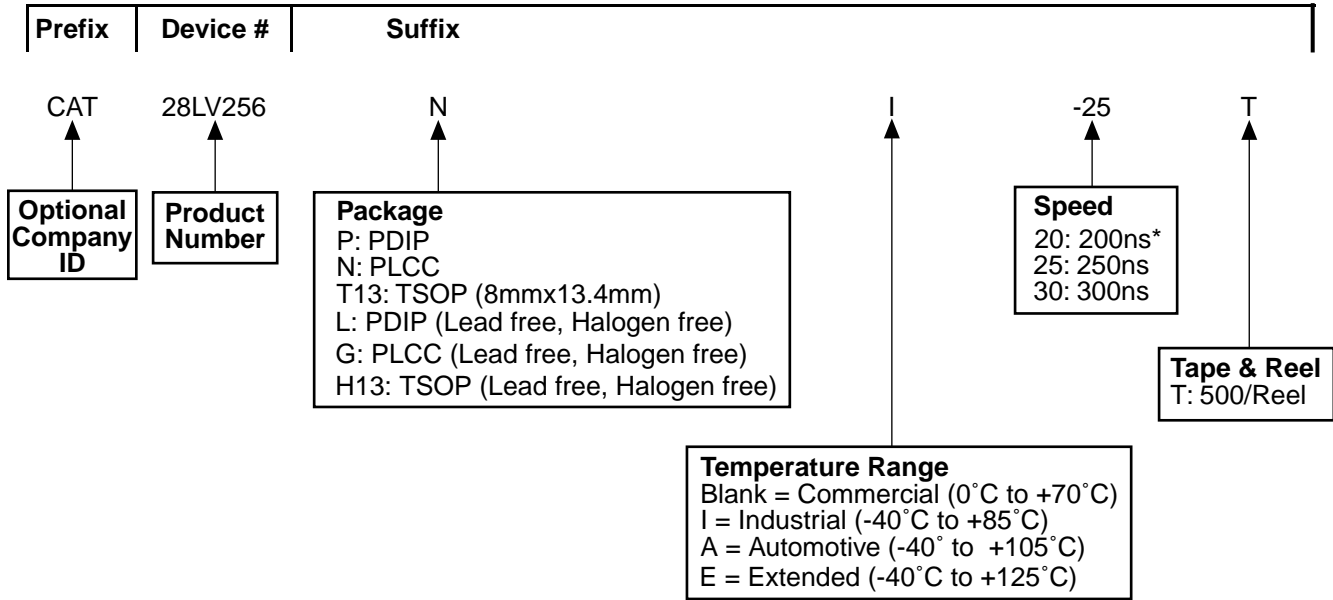 Prefix Device # Suffix
CAT 28LV256 N I -25 T
Optional
Company
ID
Product
Number
Package
P: PDIP
N: PLCC
T13: TSOP (8mmx13.4mm)
L: PDIP (Lead free, Halogen free)
G: PLCC (Lead free, Halogen free)
H13: TSOP (Lead free, Halogen free)
Speed
20: 200ns*
25: 250ns
30: 300ns
Tape & Reel
T: 500/Reel
Temperature Range
Blank = Commercial (0˚C to +70˚C)
I = Industrial (-40˚C to +85˚C)
A = Automotive (-40˚ to +105˚C)
E = Extended (-40˚C to +125˚C)